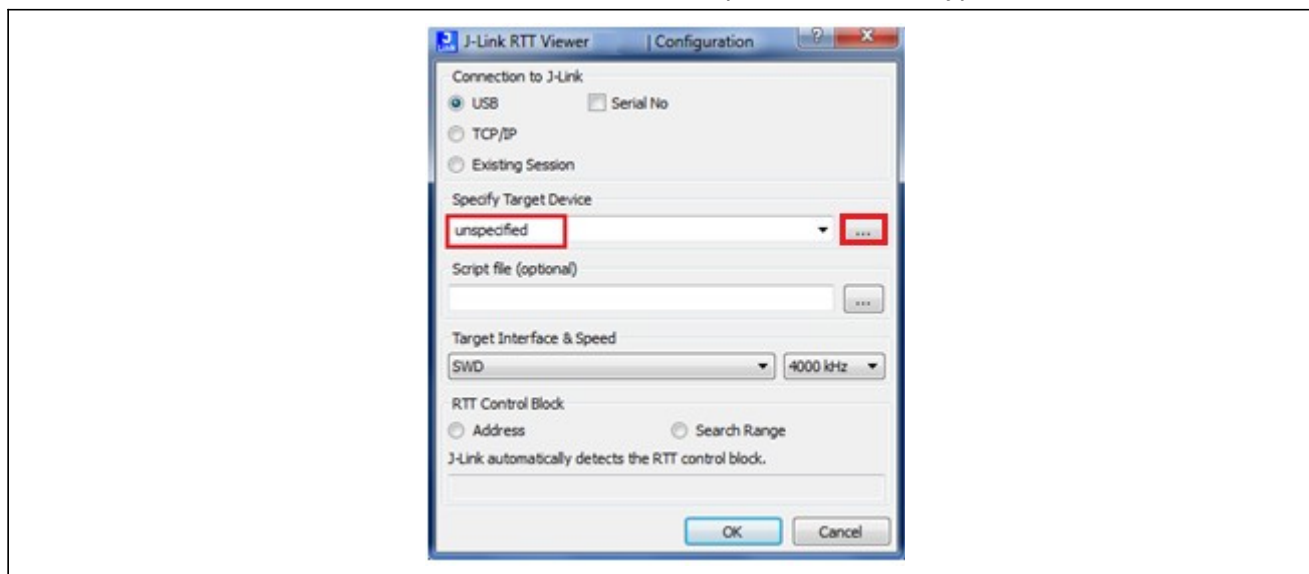 J-Link RTT Viewer | Configuration
Connection to J-Link
USB Serial No
TCP/IP
Existing Session
Specify Target Device
unspecified ...
Script file (optional)
...
Target Interface & Speed
SWD 4000 kHz
RTT Control Block
Address Search Range
J-Link automatically detects the RTT control block.
OK Cancel